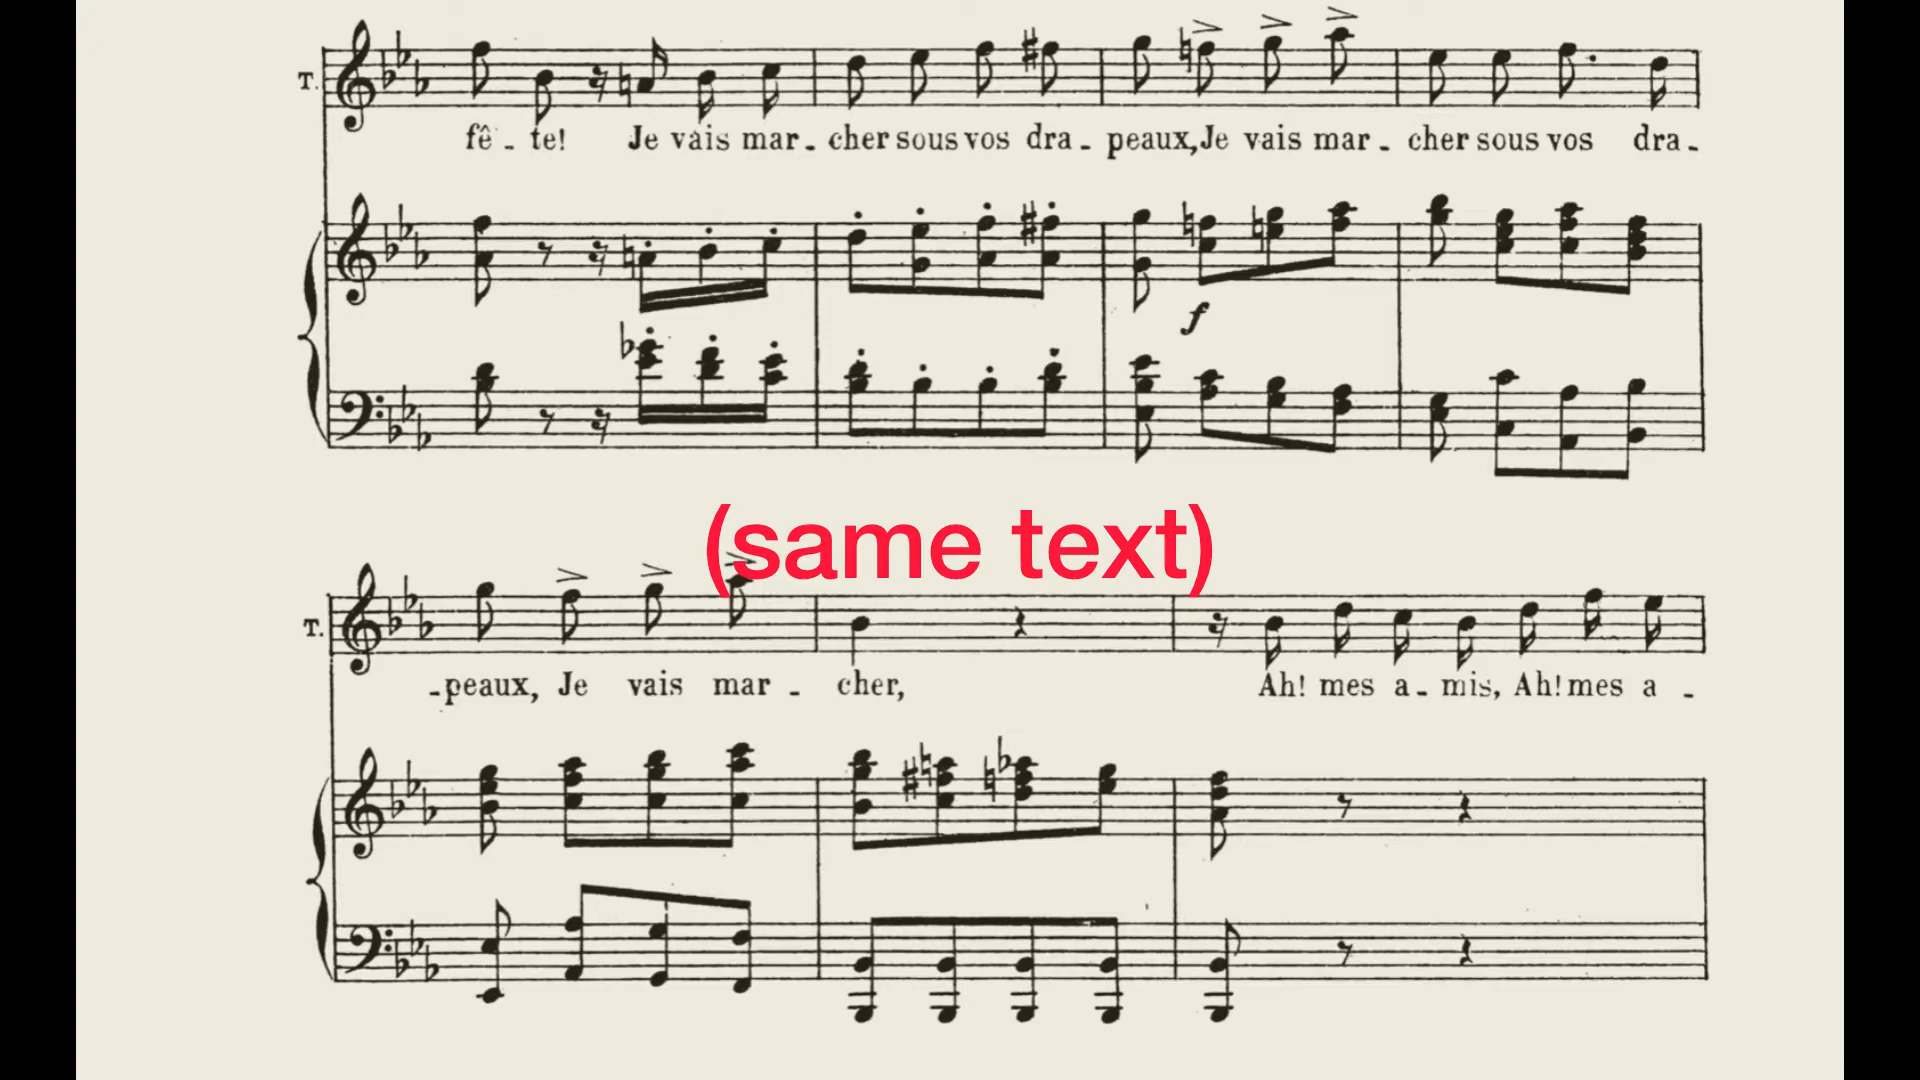 T.
fê - te! Je vais mar - cher sous vos dra - peaux, Je vais mar - cher sous vos dra -
f
(same text)
T.
- peaux, Je vais mar - cher, Ah! mes a - mis, Ah! mes a -